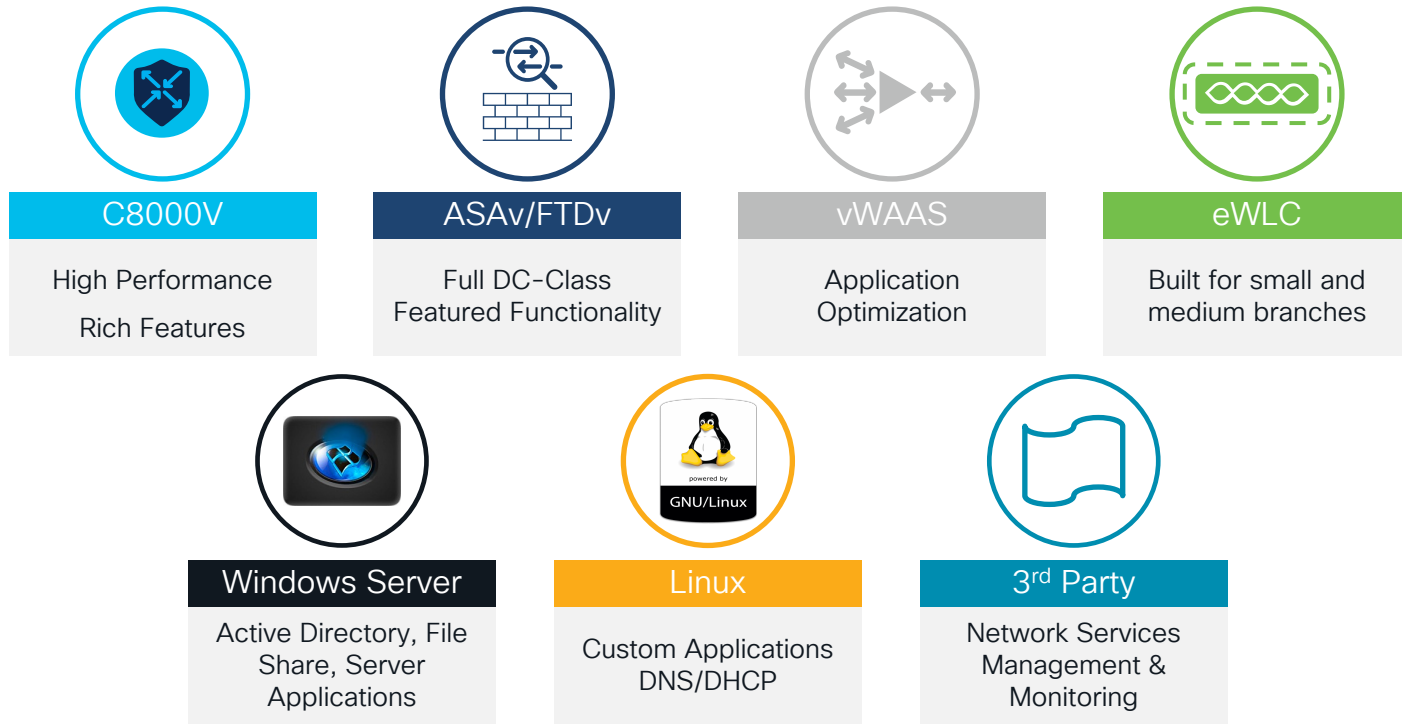 C8000V
High Performance
Rich Features
ASAv/FTDv
Full DC-Class
Featured Functionality
vWAAS
Application
Optimization
eWLC
Built for small and
medium branches
Windows Server
Active Directory, File
Share, Server
Applications
powered by
GNU/Linux
Linux
Custom Applications
DNS/DHCP
3rd Party
Network Services
Management &
Monitoring